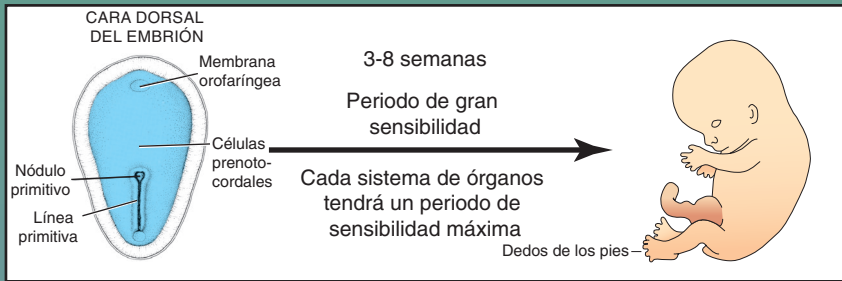 CARA DORSAL
DEL EMBRIÓN
Membrana
orofaríngea
Células
prenoto-
cordales
Nódulo
primitivo
Línea
primitiva
3-8 semanas
Periodo de gran
sensibilidad
Cada sistema de órganos
tendrá un periodo de
sensibilidad máxima
Dedos de los pies